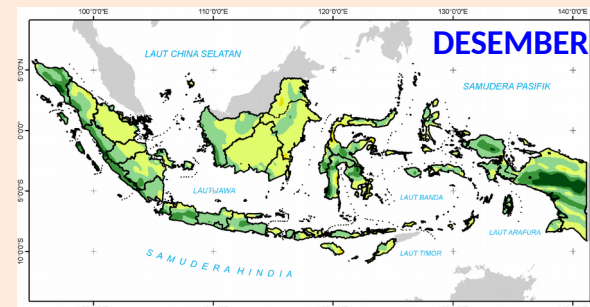 100°0'0"E 110°0'0"E 120°0'0"E 130°0'0"E 140°0'0"E
DESEMBER
LAUT CHINA SELATAN
SAMUDERA PASIFIK
5°0'0"N
0°0'0"
LAUT JAWA
LAUT BANDA
5°0'0"S
LAUT ARAFURA
SAMUDERA HINDIA
LAUT TIMOR
10°0'0"S